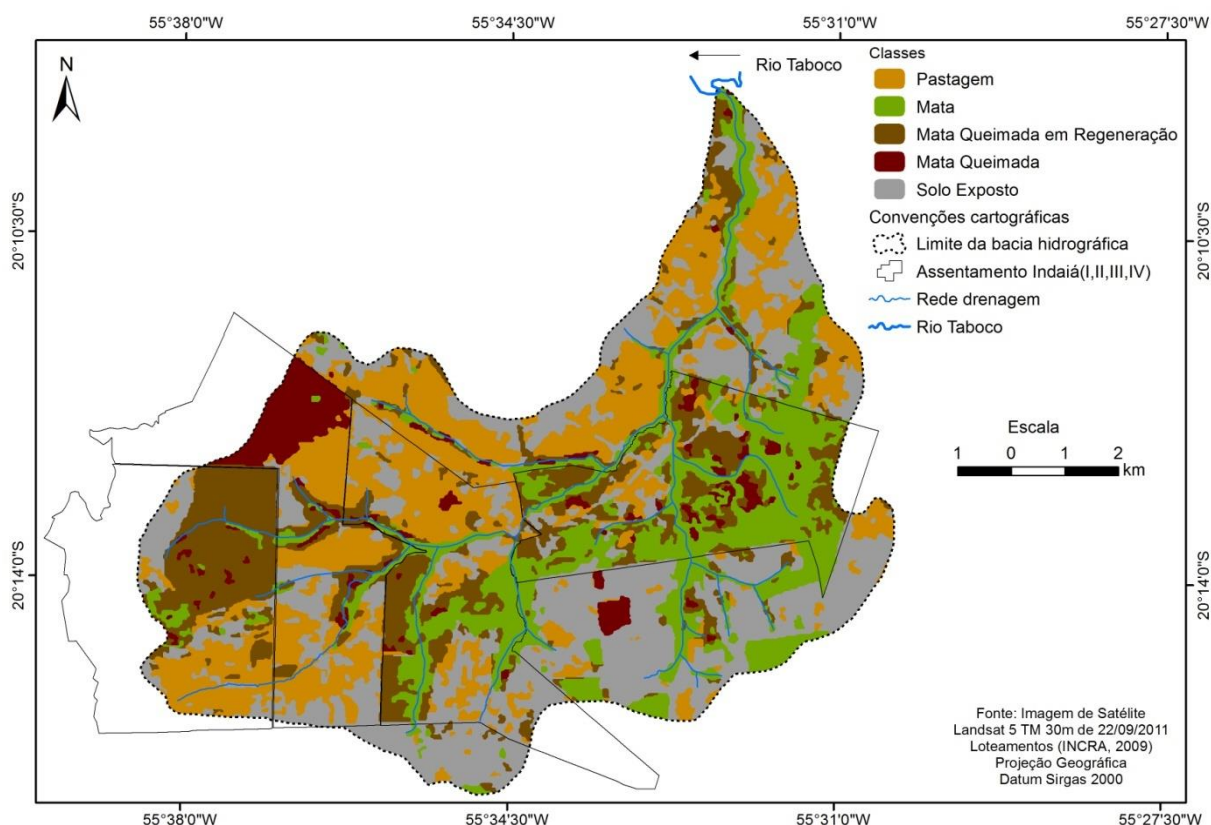 55°38'0"W
55°34'30"W
55°31'0"W
55°27'30"W
N
Rio Taboco
Classes
Pastagem
Mata
Mata Queimada em Regeneração
Mata Queimada
Solo Exposto
Convenções cartográficas
Limite da bacia hidrográfica
Assentamento Indaiá(I,II,III,IV)
Rede drenagem
Rio Taboco
20°10'30"S
20°10'30"S
Escala
1 0 1 2
km
20°14'0"S
20°14'0"S
Fonte: Imagem de Satélite
Landsat 5 TM 30m de 22/09/2011
Loteamentos (INCRA, 2009)
Projeção Geográfica
Datum Sirgas 2000
55°38'0"W
55°34'30"W
55°31'0"W
55°27'30"W